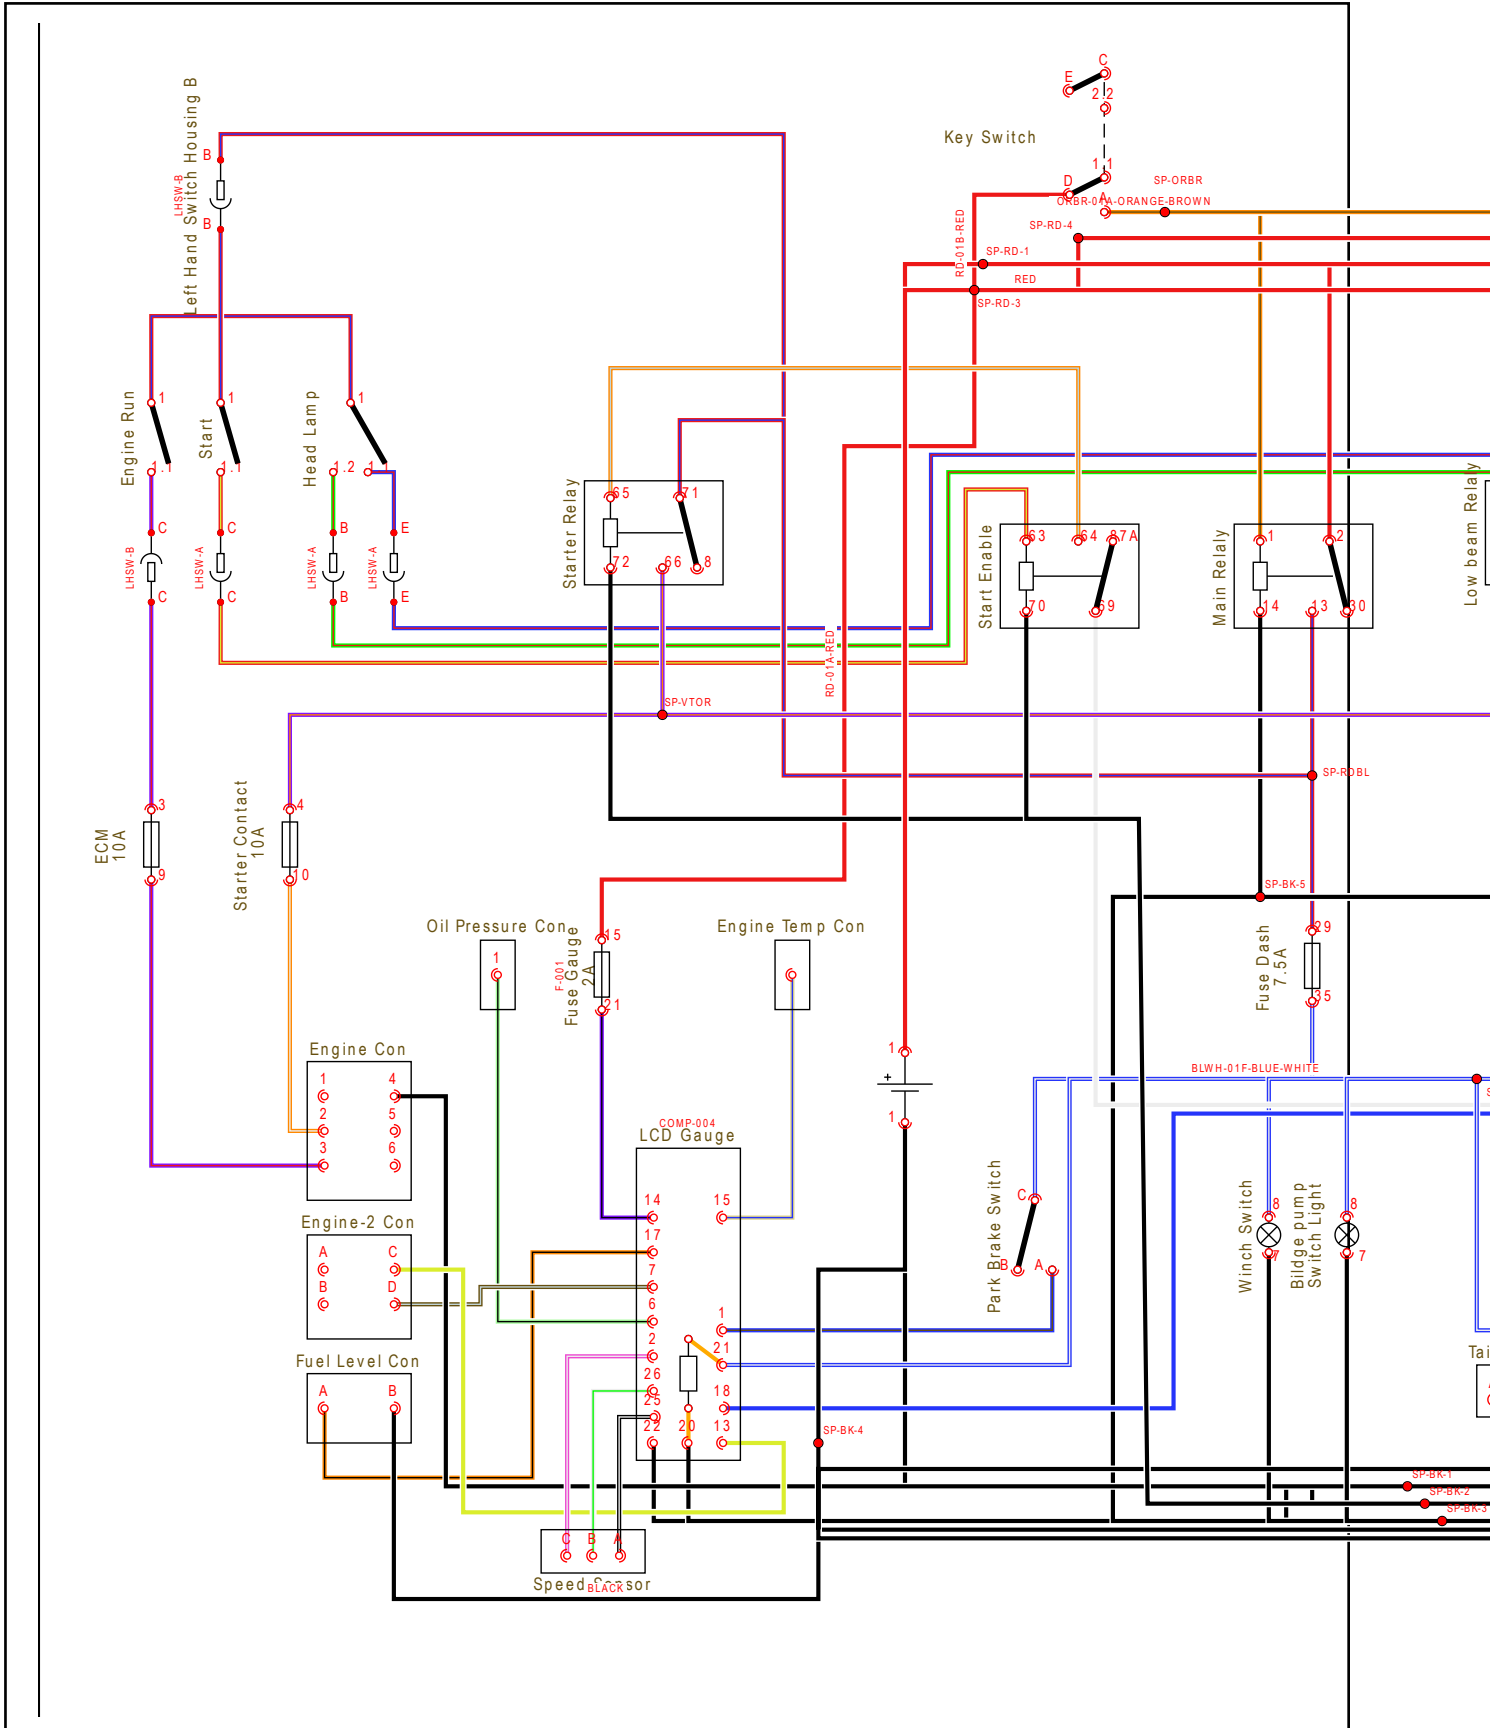 C
E
2.2
Key Switch
1.1
D
SP-ORBR
A
ORBR-01A-ORANGE-BROWN
SP-RD-4
RD-01B-RED
SP-RD-1
RED
SP-RD-3
Left Hand Switch Housing B
LHSW-B
B
B
Engine Run
1
1.1
Start
1
1.1
Head Lamp
1
1.2
C
C
B
E
LHSW-B
LHSW-A
LHSW-A
LHSW-A
C
C
B
E
Starter Relay
65
71
72
66
8
Start Enable
63
64
87A
70
69
Main Relaly
1
2
14
13
30
Low beam Relaly
RD-01A-RED
SP-VTOR
SP-RDBL
ECM
10A
3
9
Starter Contact
10A
4
10
SP-BK-5
Oil Pressure Con
1
F-001
Fuse Gauge
2A
15
21
Engine Temp Con
Fuse Dash
7.5A
29
35
Engine Con
1
4
2
5
3
6
1
+
1
BLWH-01F-BLUE-WHITE
COMP-004
LCD Gauge
14
15
17
7
6
1
2
21
26
25
18
22
20
13
Engine-2 Con
A
C
B
D
Fuel Level Con
A
B
Park Brake Switch
C
B
A
Winch Switch
8
7
Bildge pump
Switch Light
8
7
Tai
SP-BK-4
SP-BK-1
SP-BK-2
SP-BK-3
C
B
A
Speed Sensor
BLACK